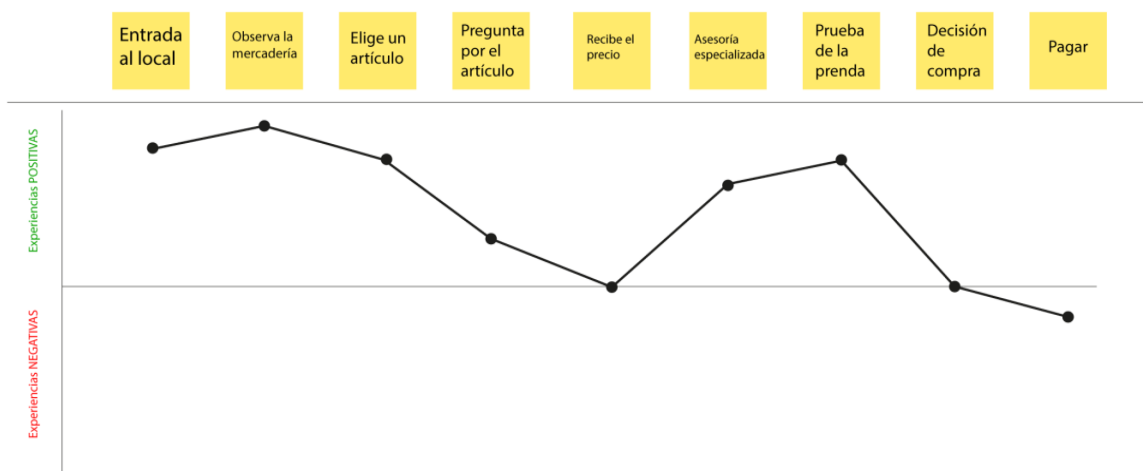 Entrada
al local
Observa la
mercadería
Elige un
artículo
Pregunta
por el
artículo
Recibe el
precio
Asesoría
especializada
Prueba
de la
prenda
Decisión
de
compra
Pagar
Experiencias POSITIVAS
Experiencias NEGATIVAS